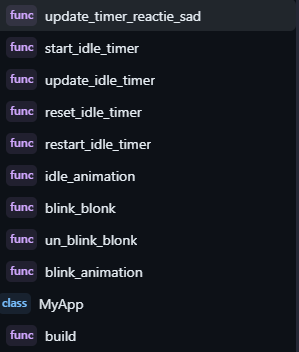 func update_timer_reactie_sad
func start_idle_timer
func update_idle_timer
func reset_idle_timer
func restart_idle_timer
func idle_animation
func blink_blonk
func un_blink_blonk
func blink_animation
class MyApp
func build